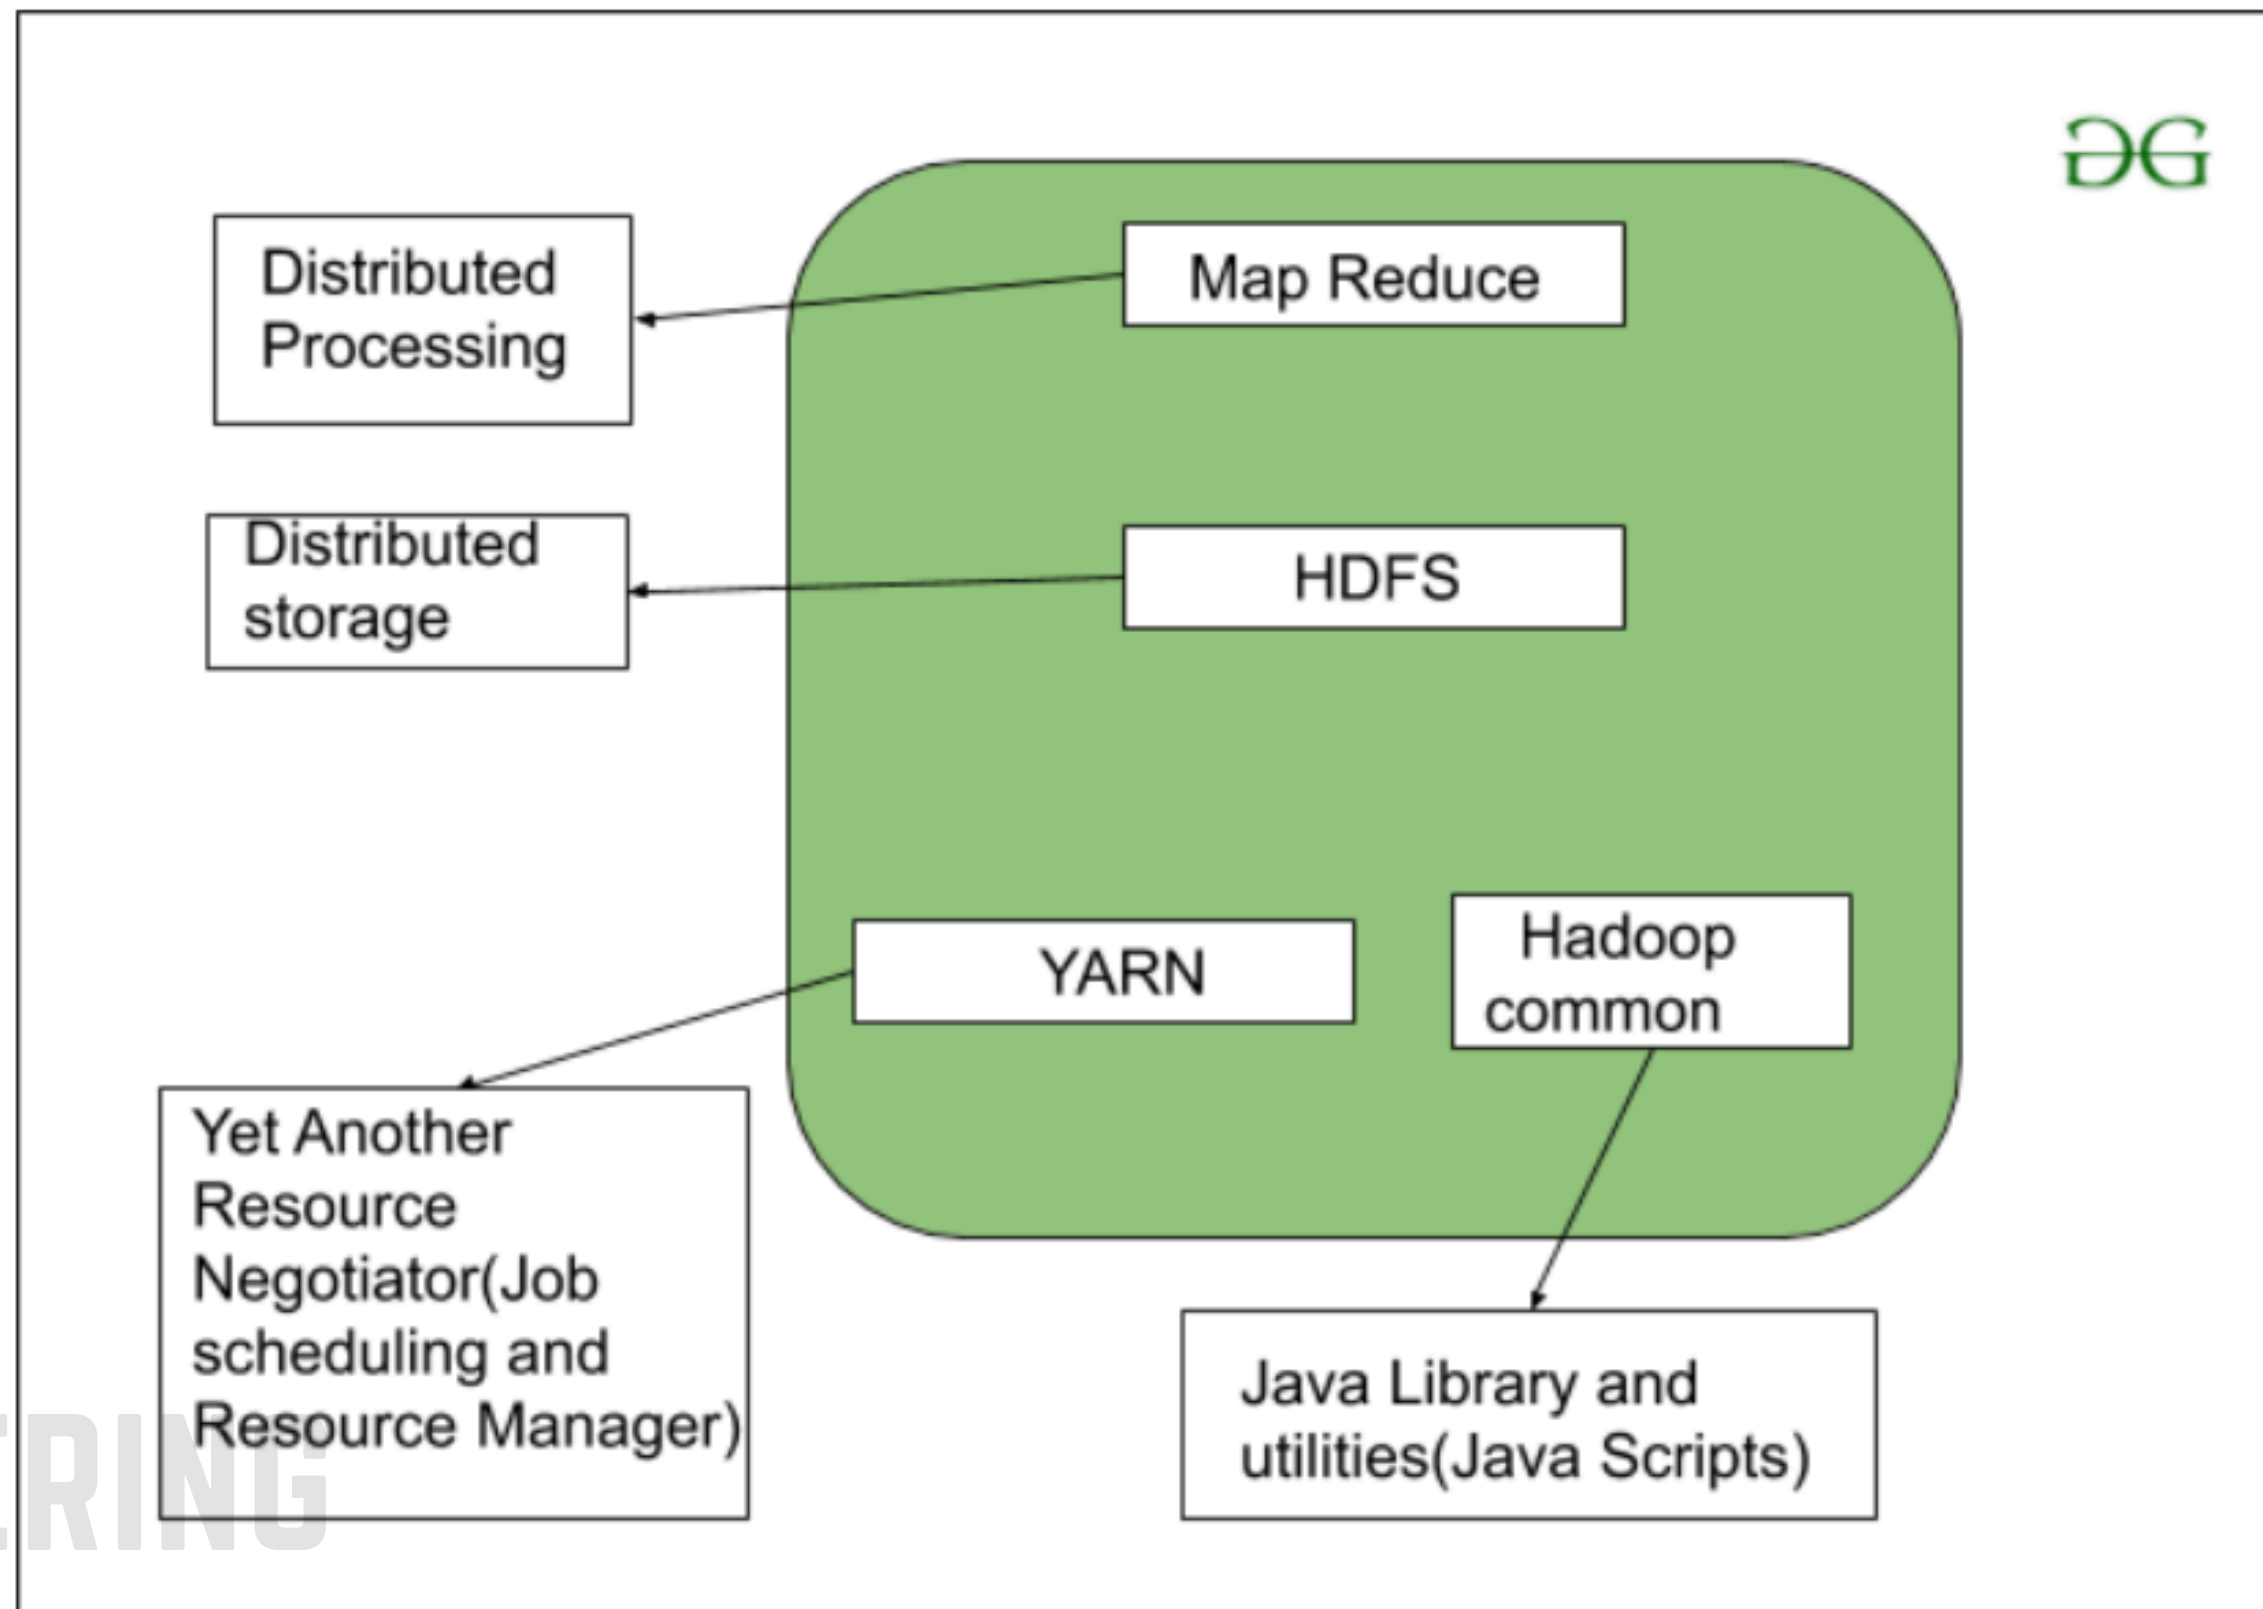 Distributed
Processing
Map Reduce
Distributed
storage
HDFS
YARN
Hadoop
common
Yet Another
Resource
Negotiator(Job
scheduling and
Resource Manager)
Java Library and
utilities(Java Scripts)
ERING